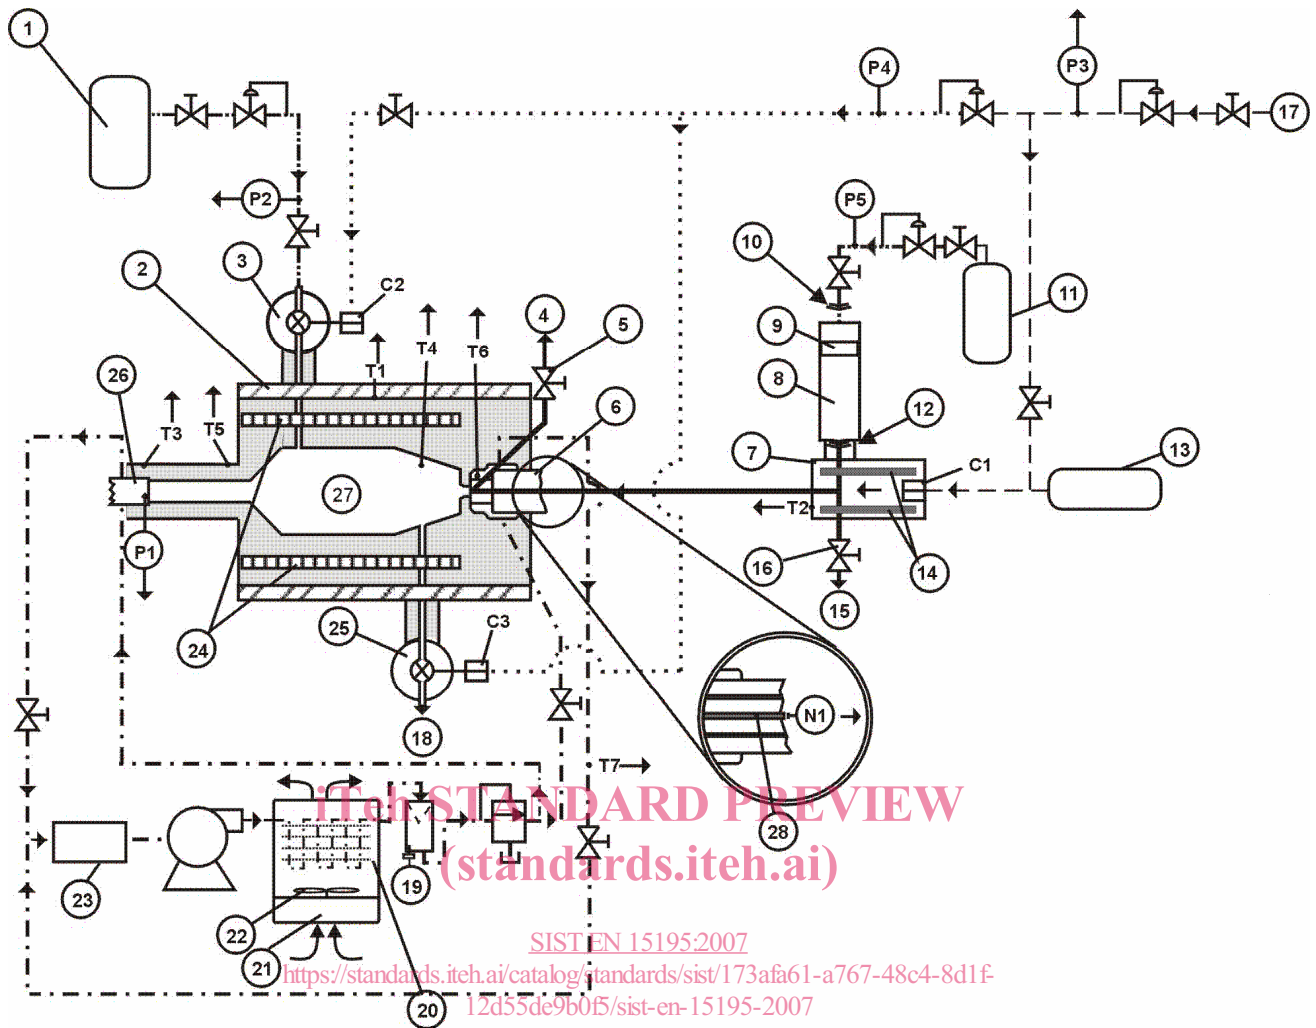 1
P4
P3
17
P2
P5
10
3
2
C2
11
4
5
9
T4
T6
T1
8
26
6
12
T3
T5
7
C1
13
27
T2
P1
16
14
15
25
C3
24
N1
18
T7
iTeh STANDARD PREVIEW
28
(standards.iteh.ai)
19
23
22
SIST EN 15195:2007
21
https://standards.iteh.ai/catalog/standards/sist/173afa61-a767-48c4-8d1f-
12d55de9b0f5/sist-en-15195-2007
20